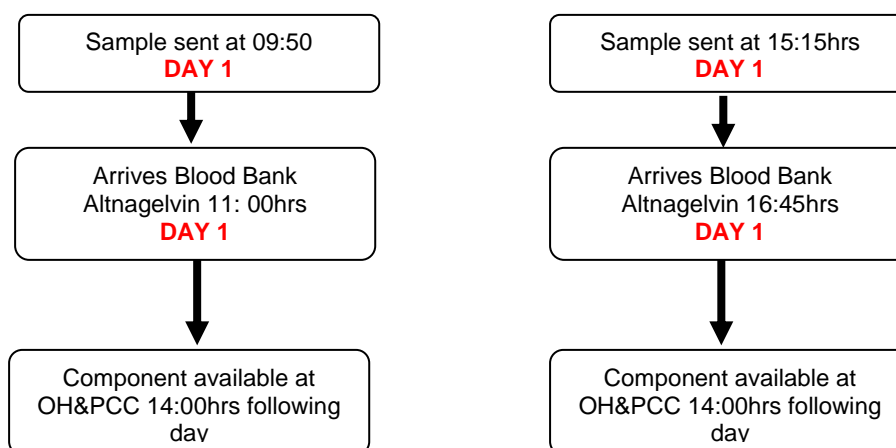 Sample sent at 09:50
DAY 1
Arrives Blood Bank
Altnagelvin 11: 00hrs
DAY 1
Component available at
OH&PCC 14:00hrs following
day
Sample sent at 15:15hrs
DAY 1
Arrives Blood Bank
Altnagelvin 16:45hrs
DAY 1
Component available at
OH&PCC 14:00hrs following
day